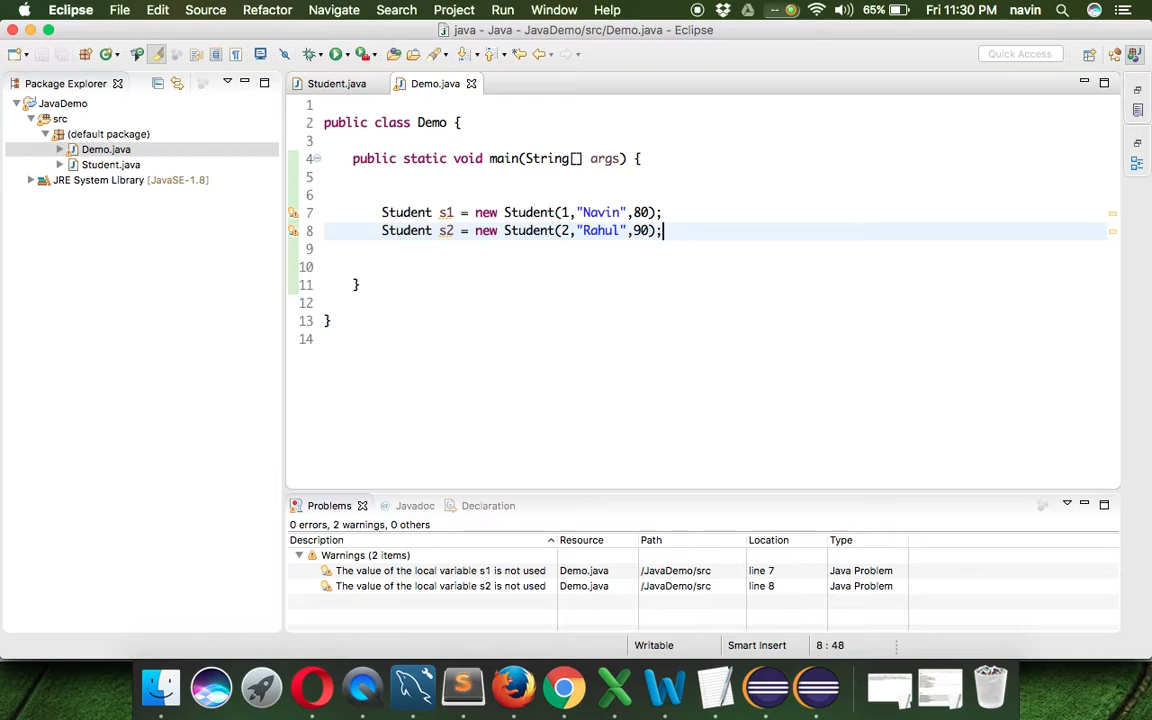 Eclipse File Edit Source Refactor Navigate Search Project Run Window Help 65% Fri 11:30 PM navin
java - Java - JavaDemo/src/Demo.java - Eclipse
Quick Access
Package Explorer
JavaDemo
src
(default package)
Demo.java
Student.java
JRE System Library [JavaSE-1.8]
Student.java Demo.java
1
2 public class Demo {
3
4 public static void main(String[] args) {
5
6
7 Student s1 = new Student(1,"Navin",80);
8 Student s2 = new Student(2,"Rahul",90);
9
10
11 }
12
13 }
14
Problems @ Javadoc Declaration
0 errors, 2 warnings, 0 others
Description Resource Path Location Type
Warnings (2 items)
The value of the local variable s1 is not used Demo.java /JavaDemo/src line 7 Java Problem
The value of the local variable s2 is not used Demo.java /JavaDemo/src line 8 Java Problem
Writable Smart Insert 8 : 48